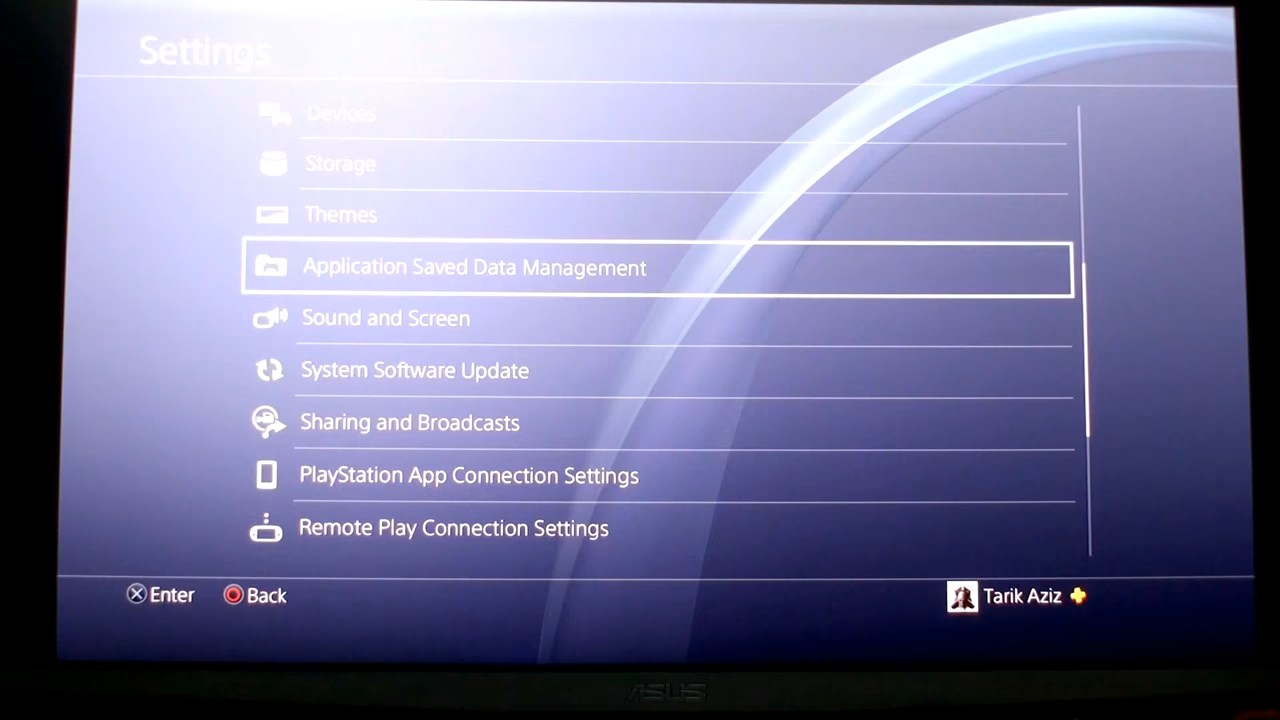 Settings
Devices
Storage
Themes
Application Saved Data Management
Sound and Screen
System Software Update
Sharing and Broadcasts
PlayStation App Connection Settings
Remote Play Connection Settings
Enter Back Tarik Aziz
ASUS